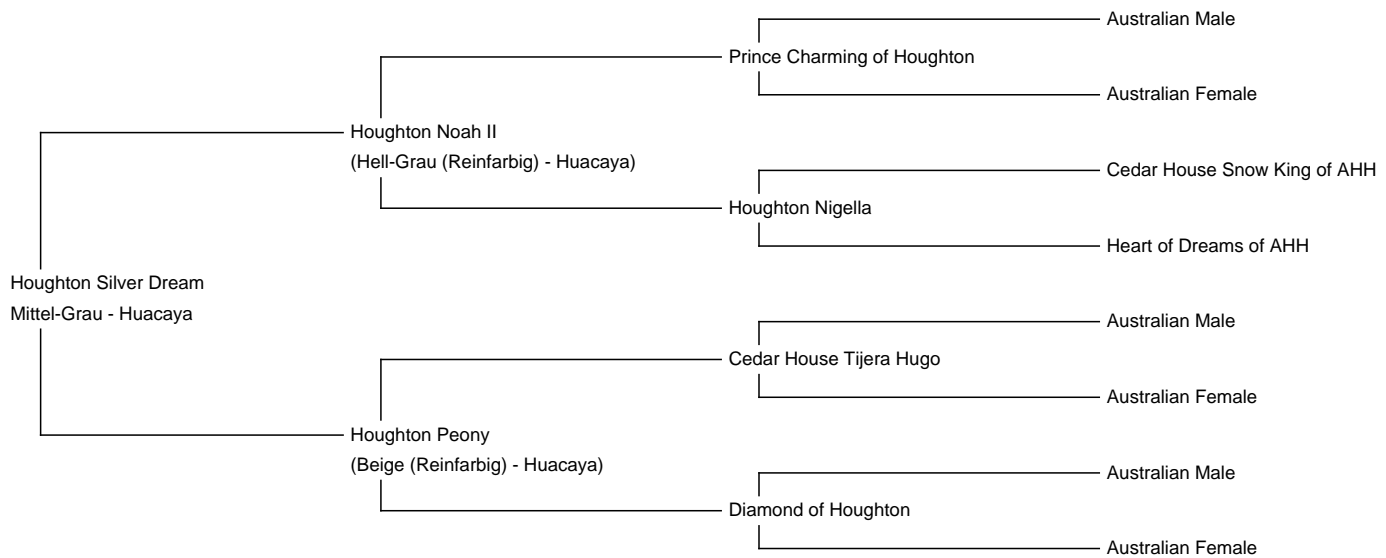 Australian Male
Prince Charming of Houghton
Australian Female
Houghton Noah II
(Hell-Grau (Reinfarbig) - Huacaya)
Cedar House Snow King of AHH
Houghton Nigella
Heart of Dreams of AHH
Houghton Silver Dream
Mittel-Grau - Huacaya
Australian Male
Cedar House Tijera Hugo
Australian Female
Houghton Peony
(Beige (Reinfarbig) - Huacaya)
Australian Male
Diamond of Houghton
Australian Female